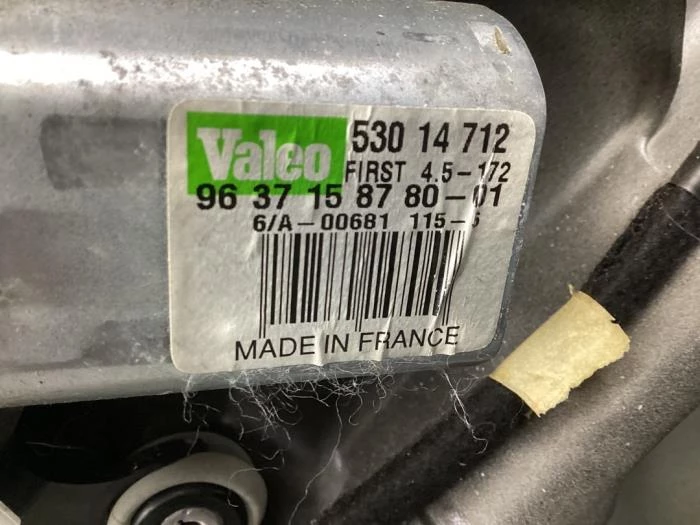 Valeo 530 14 712
FIRST 4.5-172
96 37 15 87 80-01
6/A-00681 115-6
MADE IN FRANCE